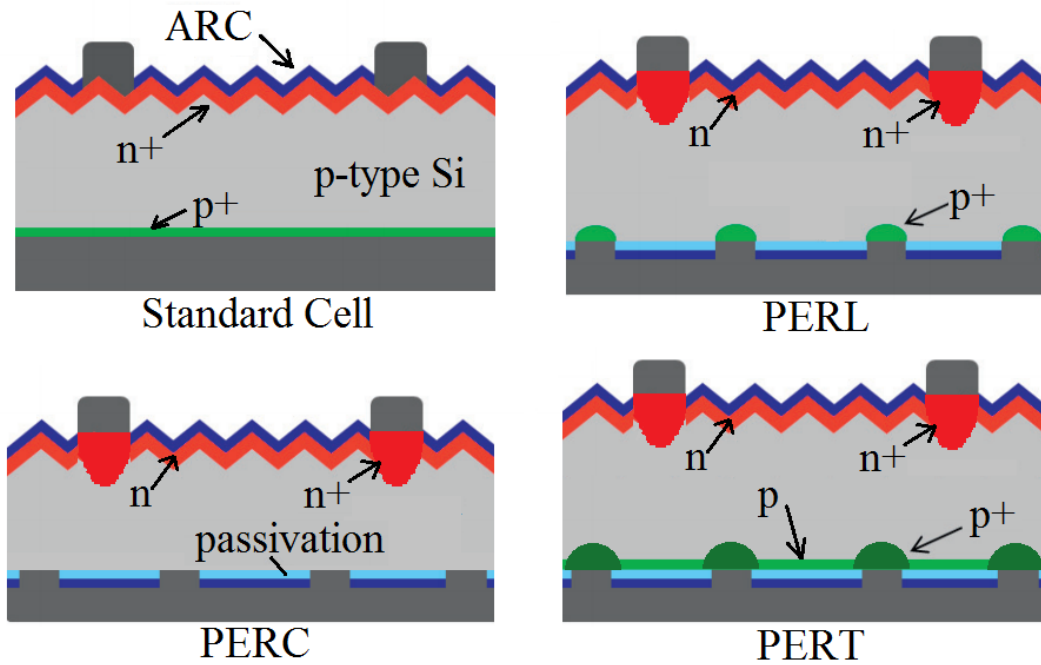 ARC
n+
p-type Si
p+
Standard Cell
n
n+
p+
PERL
n
n+
passivation
PERC
n
n+
p
p+
PERT